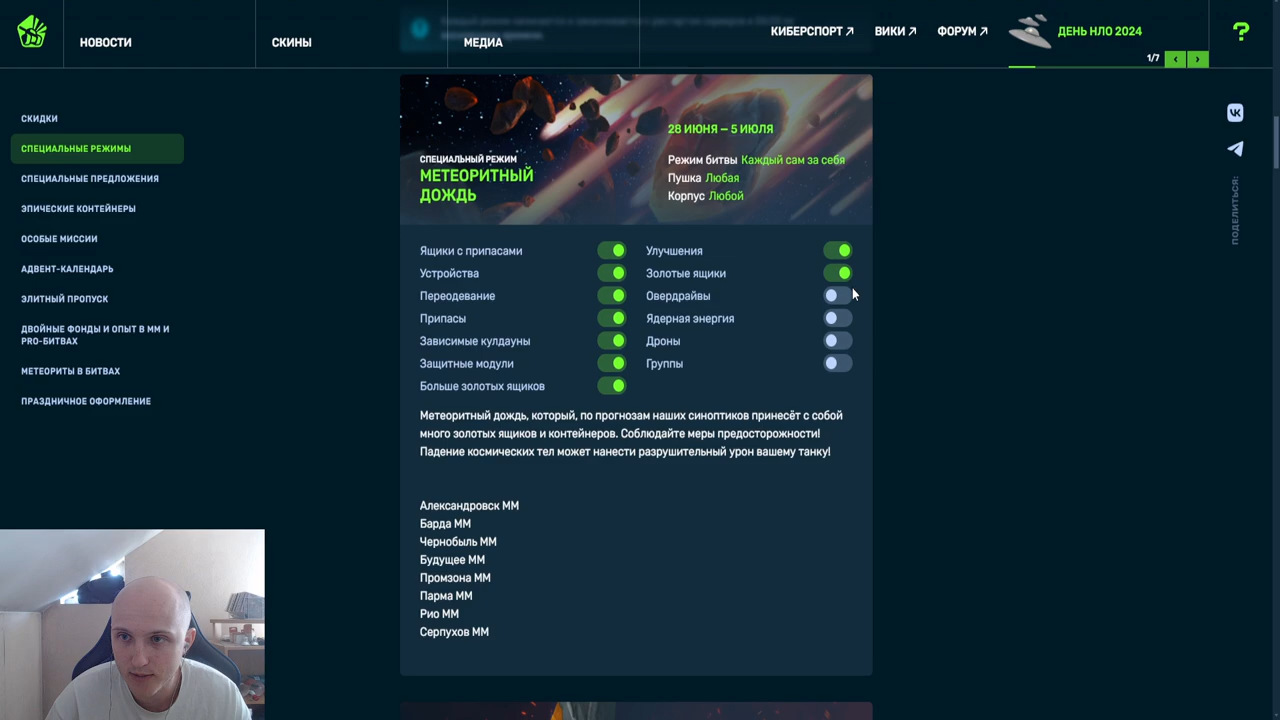 НОВОСТИ
СКИНЫ
МЕДИА
КИБЕРСПОРТ
ВИКИ
ФОРУМ
ДЕНЬ НЛО 2024
?
1/7
СКИДКИ
СПЕЦИАЛЬНЫЕ РЕЖИМЫ
СПЕЦИАЛЬНЫЕ ПРЕДЛОЖЕНИЯ
ЭПИЧЕСКИЕ КОНТЕЙНЕРЫ
ОСОБЫЕ МИССИИ
АДВЕНТ-КАЛЕНДАРЬ
ЭЛИТНЫЙ ПРОПУСК
ДВОЙНЫЕ ФОНДЫ И ОПЫТ В ММ И
PRO-БИТВАХ
МЕТЕОРИТЫ В БИТВАХ
ПРАЗДНИЧНОЕ ОФОРМЛЕНИЕ
СПЕЦИАЛЬНЫЙ РЕЖИМ
МЕТЕОРИТНЫЙ
ДОЖДЬ
28 ИЮНЯ — 5 ИЮЛЯ
Режим битвы Каждый сам за себя
Пушка Любая
Корпус Любой
Ящики с припасами
Устройства
Переодевание
Припасы
Зависимые кулдауны
Защитные модули
Больше золотых ящиков
Улучшения
Золотые ящики
Овердрайвы
Ядерная энергия
Дроны
Группы
Метеоритный дождь, который, по прогнозам наших синоптиков принесёт с собой
много золотых ящиков и контейнеров. Соблюдайте меры предосторожности!
Падение космических тел может нанести разрушительный урон вашему танку!
Александровск ММ
Барда ММ
Чернобыль ММ
Будущее ММ
Промзона ММ
Парма ММ
Рио ММ
Серпухов ММ
ПОДЕЛИТЬСЯ: